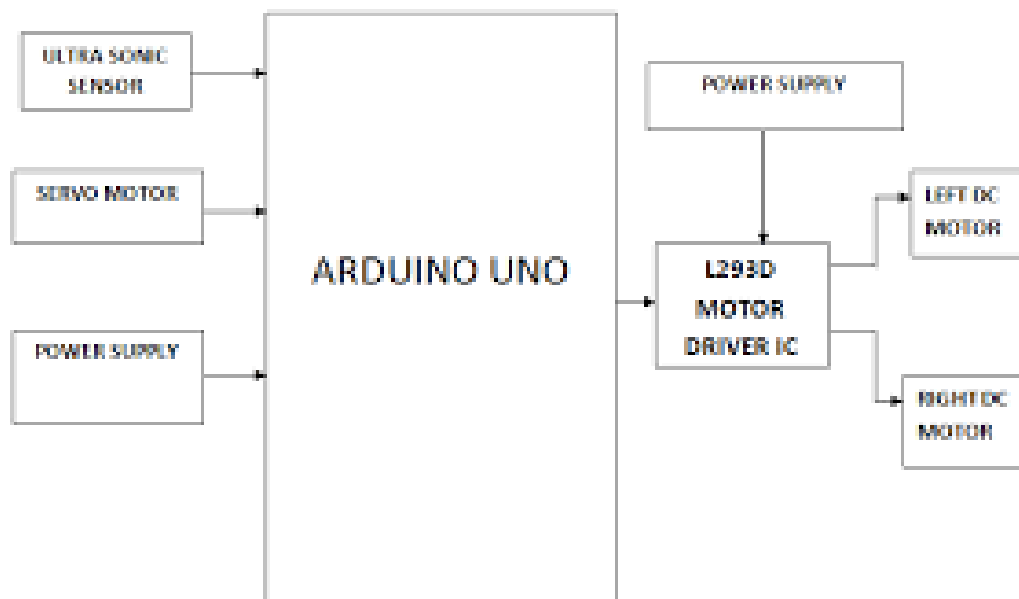 ULTRA SONIC
SENSOR
SERVO MOTOR
POWER SUPPLY
ARDUINO UNO
POWER SUPPLY
L293D
MOTOR
DRIVER IC
LEFT DC
MOTOR
RIGHT DC
MOTOR